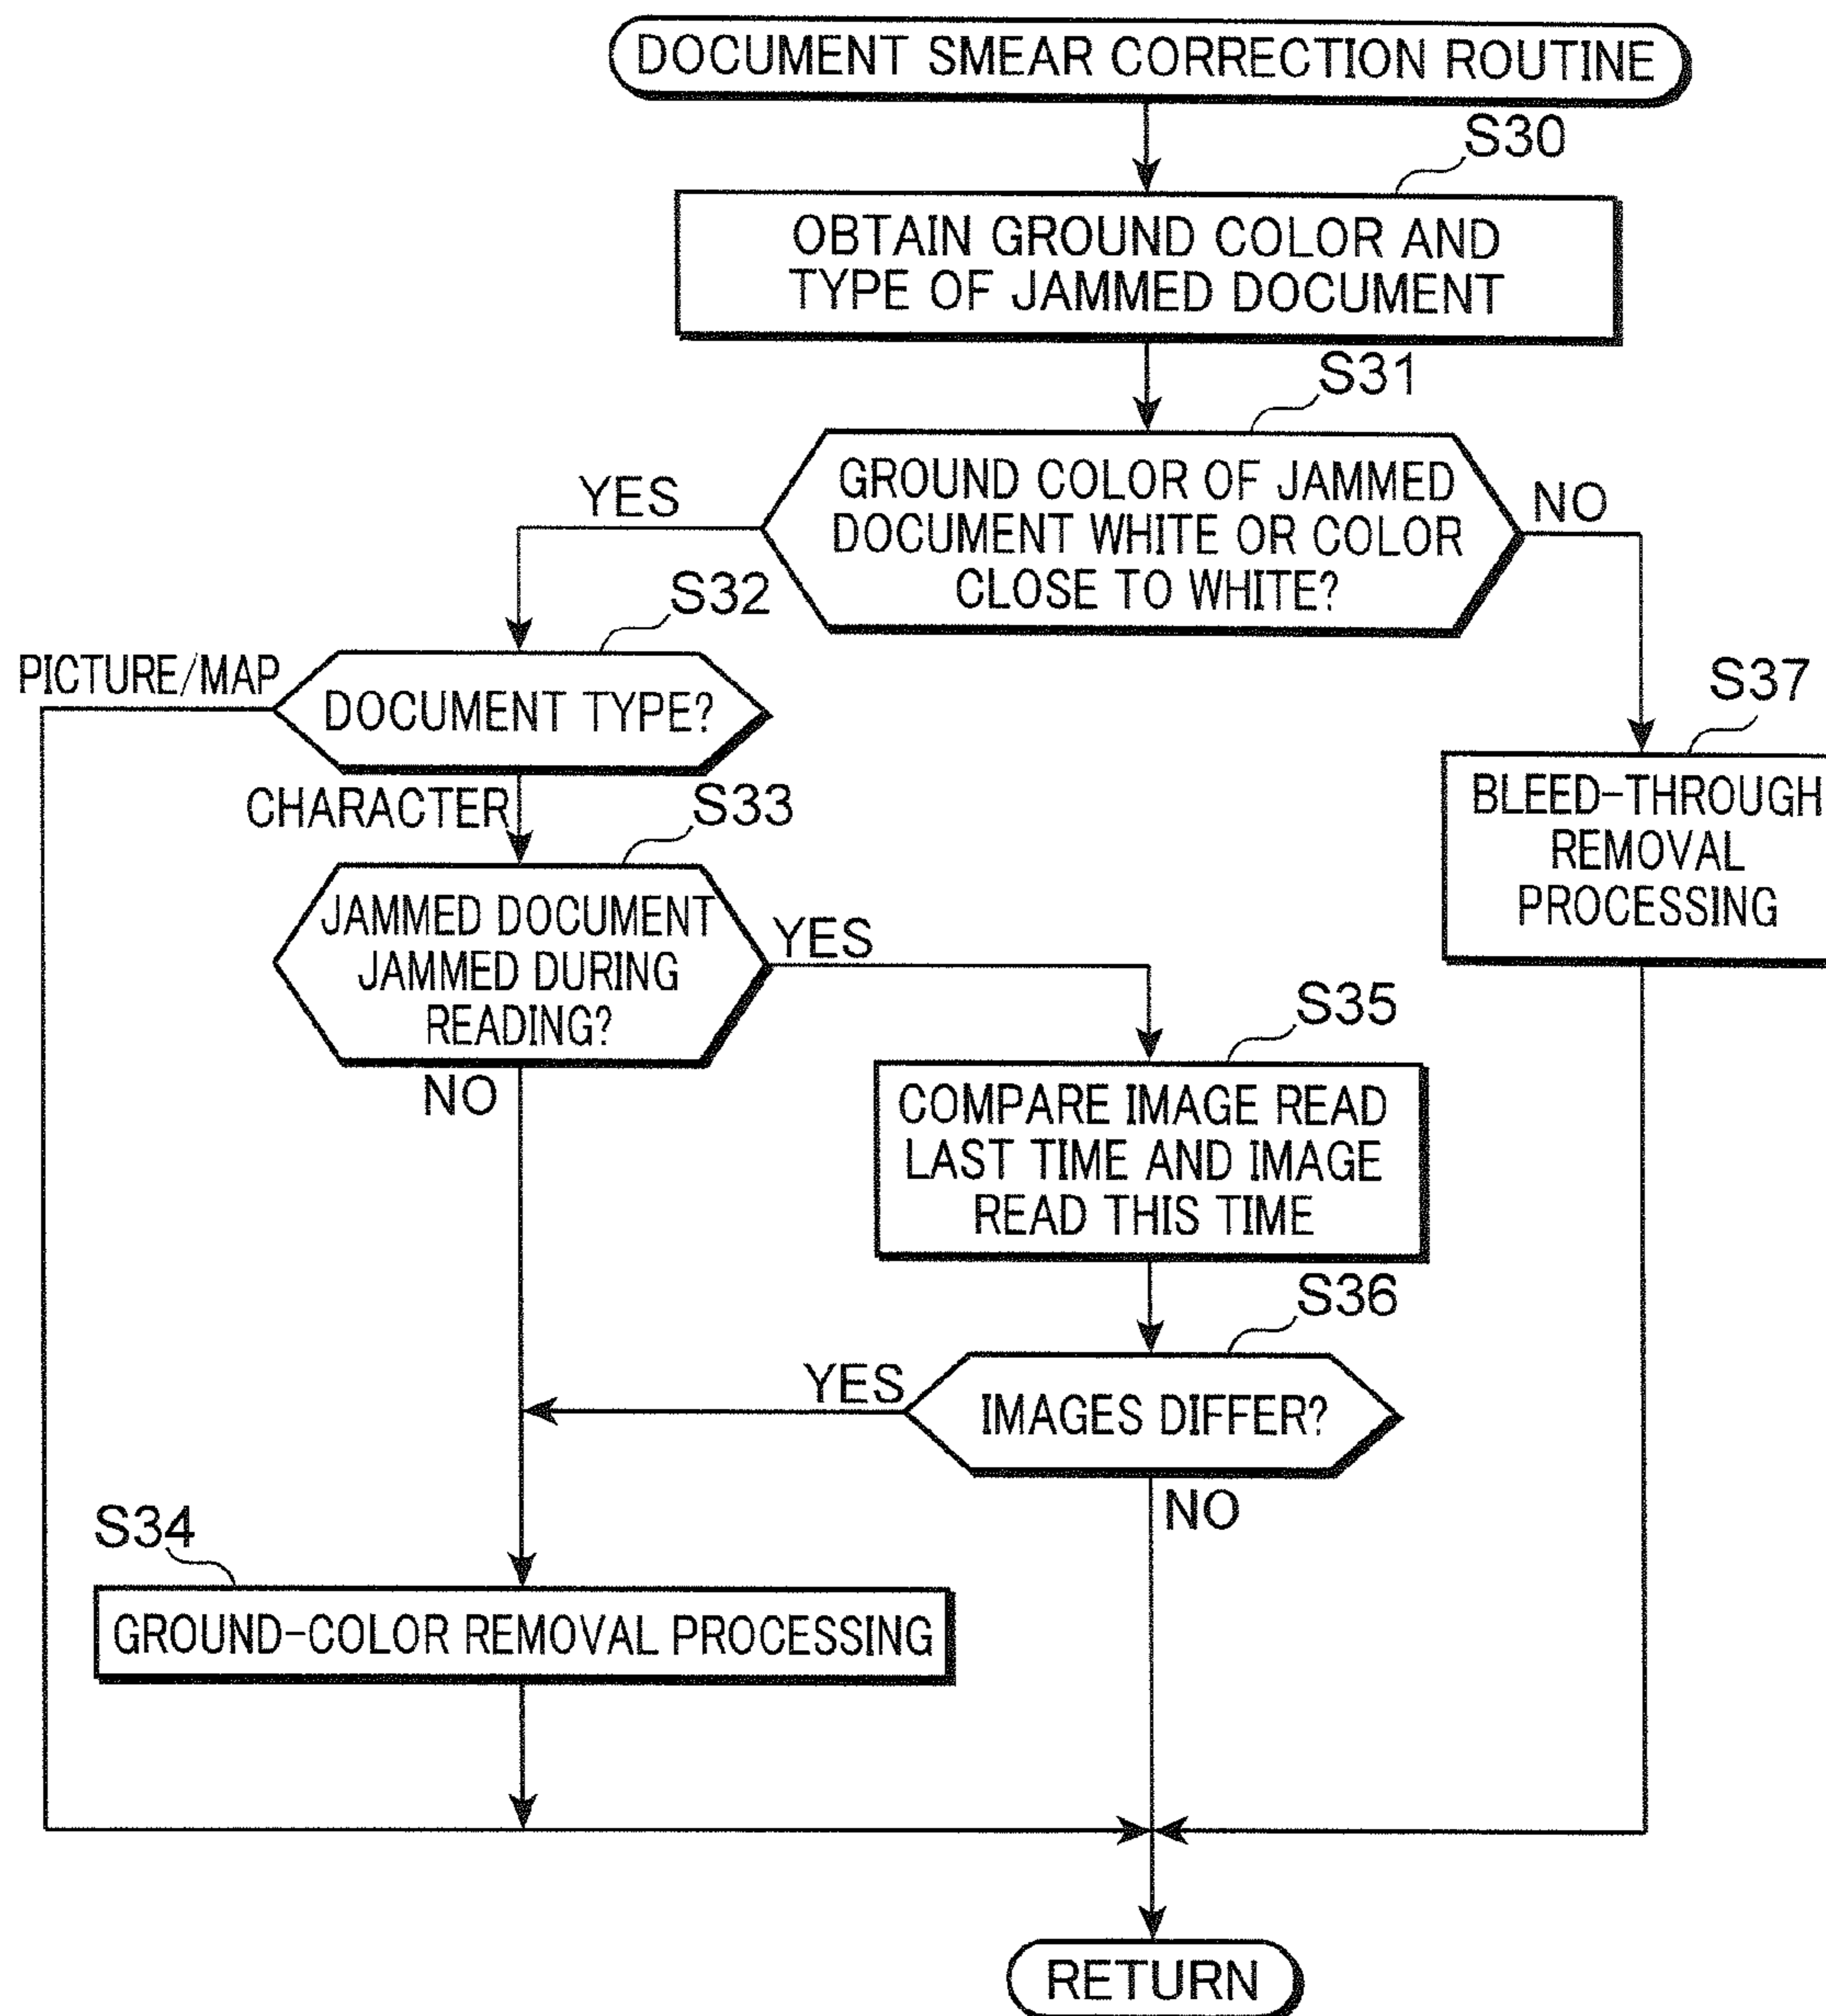 DOCUMENT SMEAR CORRECTION ROUTINE
S30
OBTAIN GROUND COLOR AND
TYPE OF JAMMED DOCUMENT
S31
GROUND COLOR OF JAMMED
DOCUMENT WHITE OR COLOR
CLOSE TO WHITE?
YES
NO
S32
PICTURE/MAP
DOCUMENT TYPE?
S37
BLEED-THROUGH
REMOVAL
PROCESSING
CHARACTER
S33
JAMMED DOCUMENT
JAMMED DURING
READING?
YES
NO
S35
COMPARE IMAGE READ
LAST TIME AND IMAGE
READ THIS TIME
S36
YES
IMAGES DIFFER?
NO
S34
GROUND-COLOR REMOVAL PROCESSING
RETURN